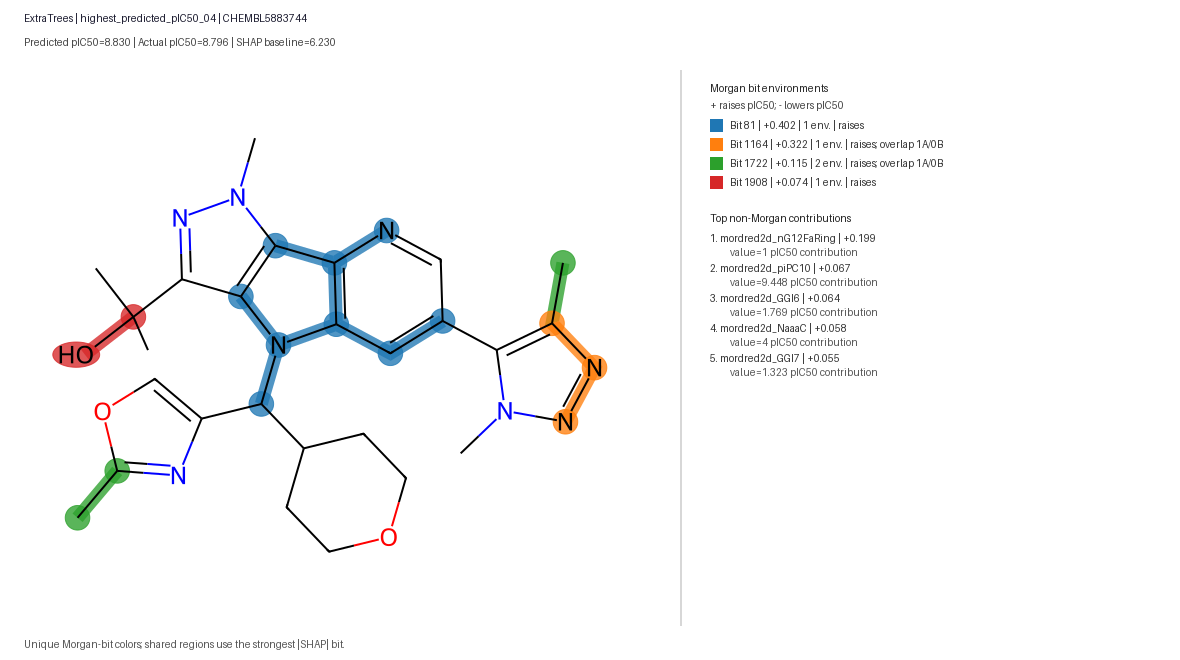 ExtraTrees | highest_predicted_pIC50_04 | CHEMBL5883744
Predicted pIC50=8.830 | Actual pIC50=8.796 | SHAP baseline=6.230
Morgan bit environments
+ raises pIC50; - lowers pIC50
Bit 81 | +0.402 | 1 env. | raises
Bit 1164 | +0.322 | 1 env. | raises; overlap 1A/0B
Bit 1722 | +0.115 | 2 env. | raises; overlap 1A/0B
Bit 1908 | +0.074 | 1 env. | raises
Top non-Morgan contributions
1. mordred2d_nG12FaRing | +0.199
value=1 pIC50 contribution
2. mordred2d_piPC10 | +0.067
value=9.448 pIC50 contribution
3. mordred2d_GGI6 | +0.064
value=1.769 pIC50 contribution
4. mordred2d_NaaaC | +0.058
value=4 pIC50 contribution
5. mordred2d_GGI7 | +0.055
value=1.323 pIC50 contribution
N
N
N
N
HO
N
N
N
N
O
N
O
Unique Morgan-bit colors; shared regions use the strongest |SHAP| bit.